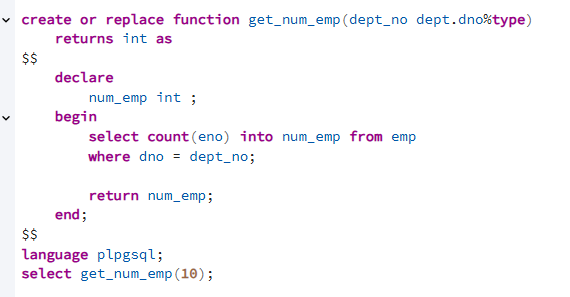 create or replace function get_num_emp(dept_no dept.dno%type)
    returns int as
$$
    declare
        num_emp int ;
    begin
        select count(eno) into num_emp from emp
        where dno = dept_no;

        return num_emp;
    end;
$$
language plpgsql;
select get_num_emp(10);